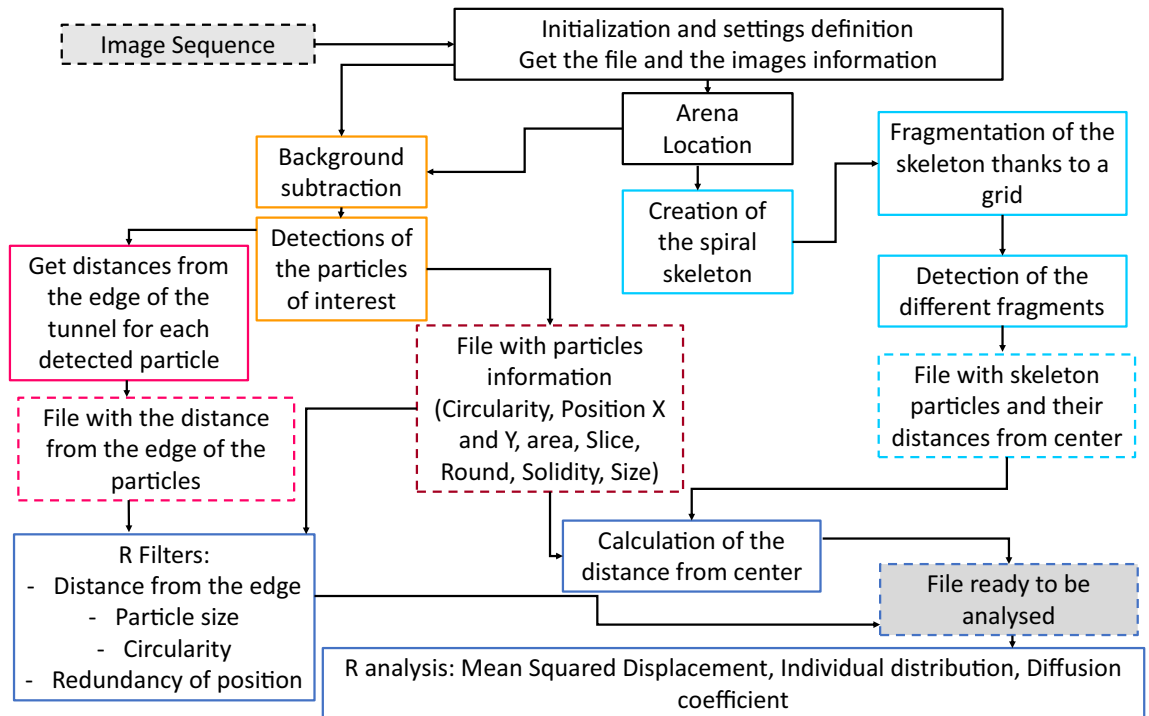 Image Sequence
Initialization and settings definition
Get the file and the images information
Arena
Location
Background
subtraction
Creation of
the spiral
skeleton
Fragmentation of the
skeleton thanks to a
grid
Detections of
the particles
of interest
Get distances from
the edge of the
tunnel for each
detected particle
Detection of the
different fragments
File with particles
information
(Circularity, Position X
and Y, area, Slice,
Round, Solidity, Size)
File with skeleton
particles and their
distances from center
File with the distance
from the edge of the
particles
R Filters:
- Distance from the edge
- Particle size
- Circularity
- Redundancy of position
Calculation of the
distance from center
File ready to be
analysed
R analysis: Mean Squared Displacement, Individual distribution, Diffusion
coefficient